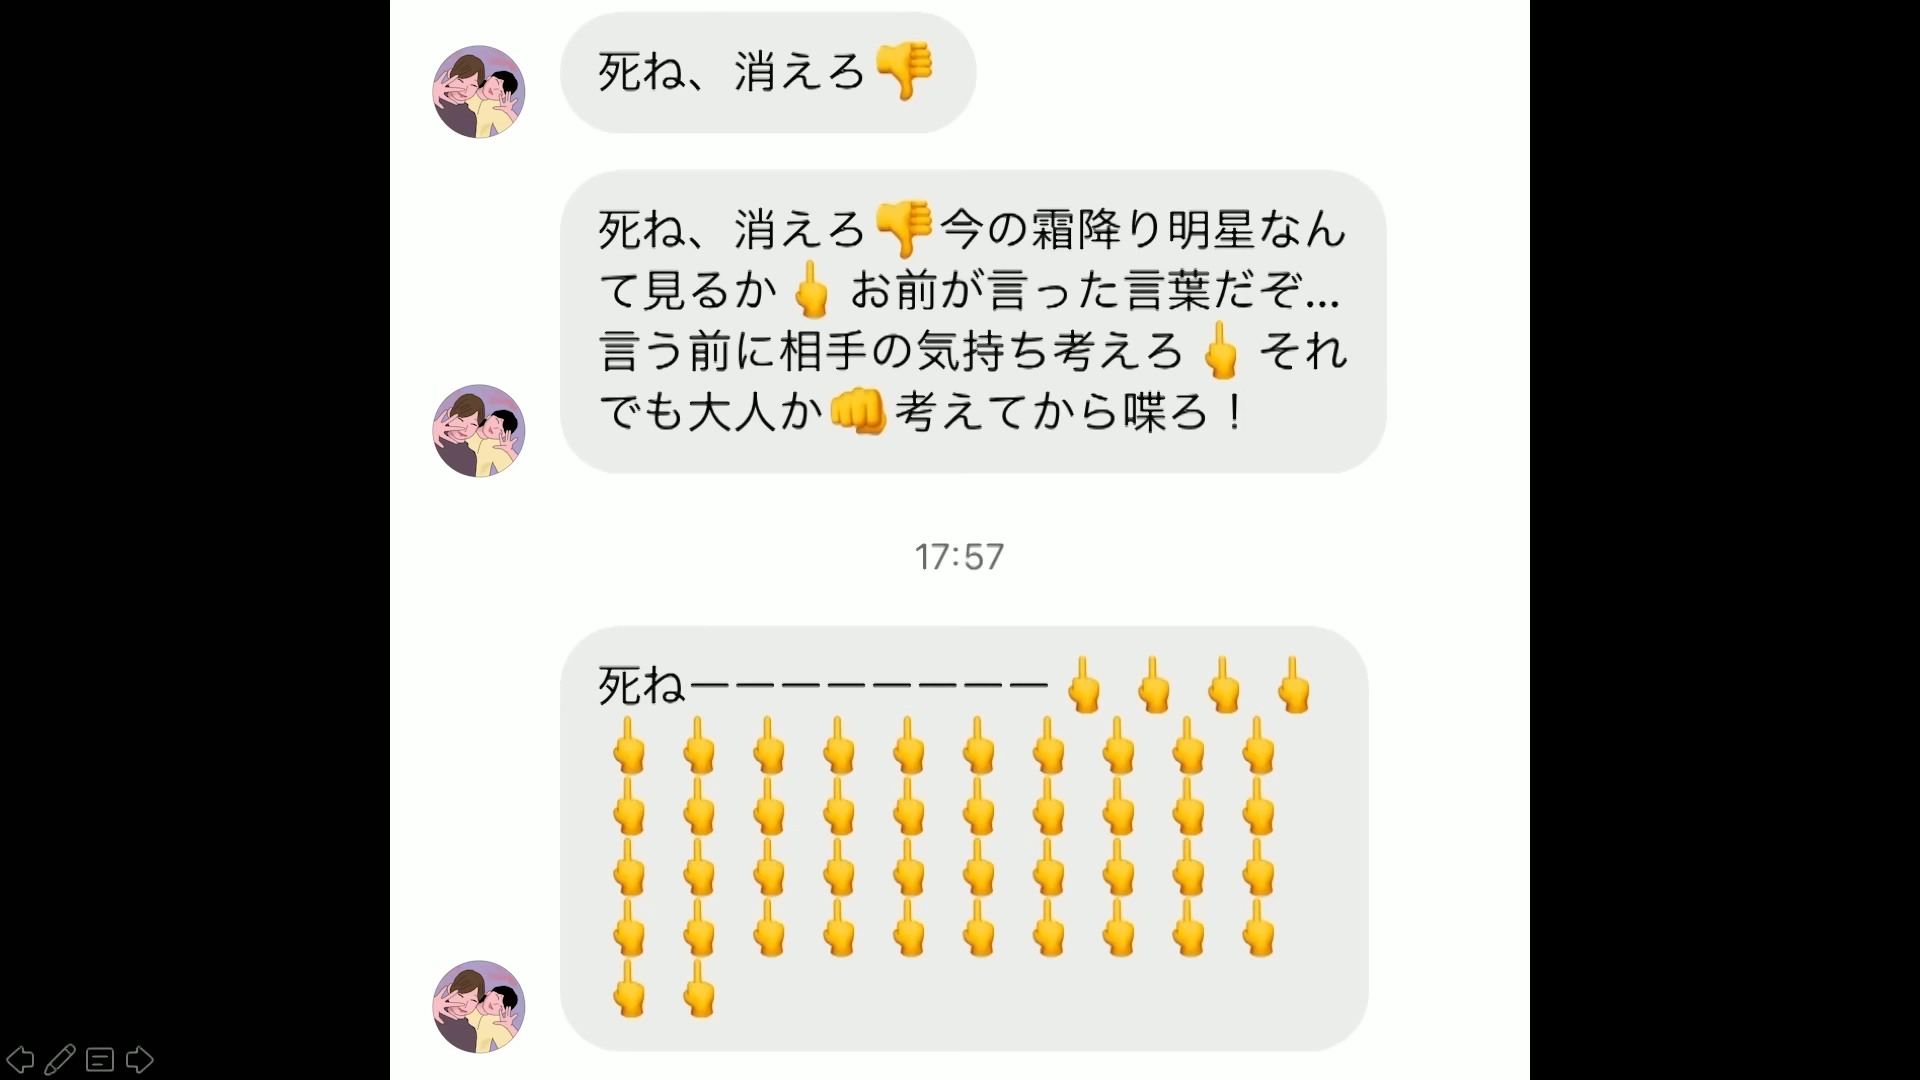 死ね、消えろ👎
死ね、消えろ👎今の霜降り明星なん
て見るか🖕お前が言った言葉だぞ...
言う前に相手の気持ち考えろ🖕それ
でも大人か👊考えてから喋ろ！
17:57
死ねーーーーーーーー🖕🖕🖕🖕
🖕🖕🖕🖕🖕🖕🖕🖕🖕🖕
🖕🖕🖕🖕🖕🖕🖕🖕🖕🖕
🖕🖕🖕🖕🖕🖕🖕🖕🖕🖕
🖕🖕🖕🖕🖕🖕🖕🖕🖕🖕
🖕🖕